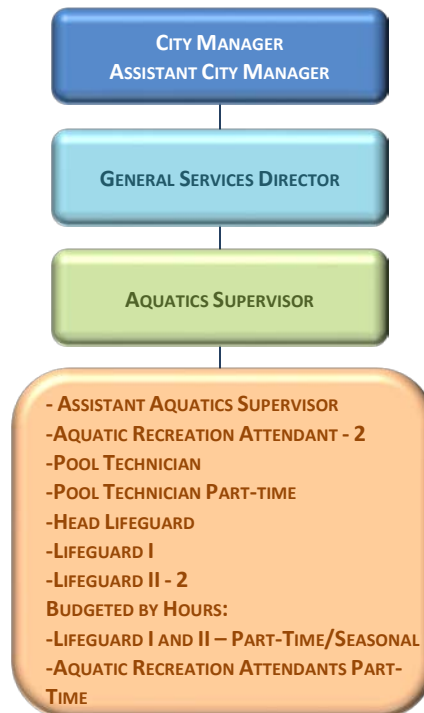 CITY MANAGER
ASSISTANT CITY MANAGER
GENERAL SERVICES DIRECTOR
AQUATICS SUPERVISOR
- ASSISTANT AQUATICS SUPERVISOR
-AQUATIC RECREATION ATTENDANT - 2
-POOL TECHNICIAN
-POOL TECHNICIAN PART-TIME
-HEAD LIFEGUARD
-LIFEGUARD I
-LIFEGUARD II - 2
BUDGETED BY HOURS:
-LIFEGUARD I AND II – PART-TIME/SEASONAL
-AQUATIC RECREATION ATTENDANTS PART-
TIME